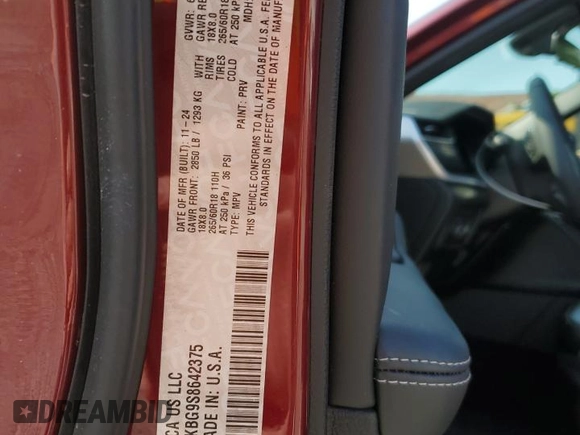 CA US LLC
KBG9S8642375
DE IN: U.S.A.
DATE OF MFR (BUILT): 11-24
GAWR FRONT: 2850 LB / 1293 KG
WITH
18X8.0
RIMS
265/60R18 110H
TIRES
AT 250 kPa / 36 PSI
COLD
TYPE: MPV
PAINT: PRV
THIS VEHICLE CONFORMS TO ALL APPLICABLE U.S.A. FE
STANDARDS IN EFFECT ON THE DATE OF MANUF
GVWR:
GAWR RE
18X8.0
265/60R18
AT 250 kP
MDH:
DREAMBID